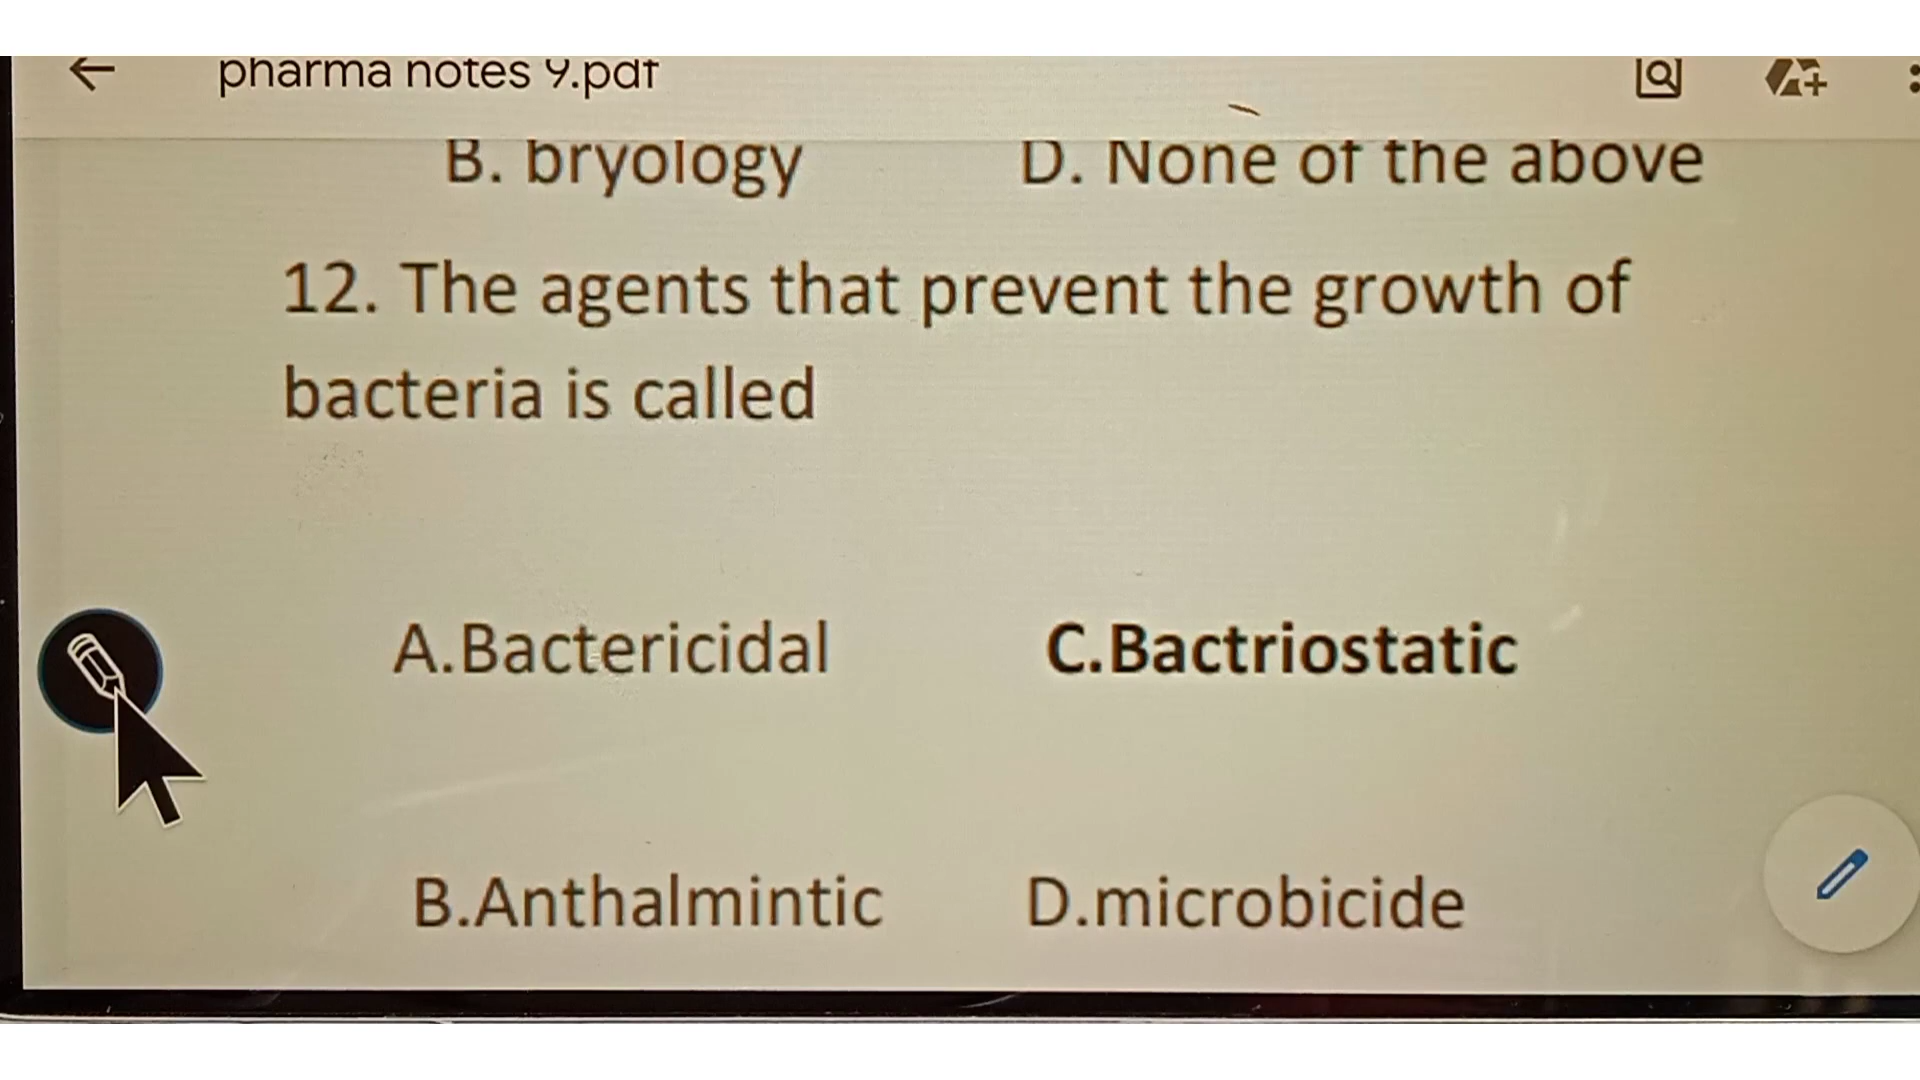 pharma notes 9.pdf
B. bryology D. None of the above
12. The agents that prevent the growth of
bacteria is called
A.Bactericidal C.Bactriostatic
B.Anthalmintic D.microbicide